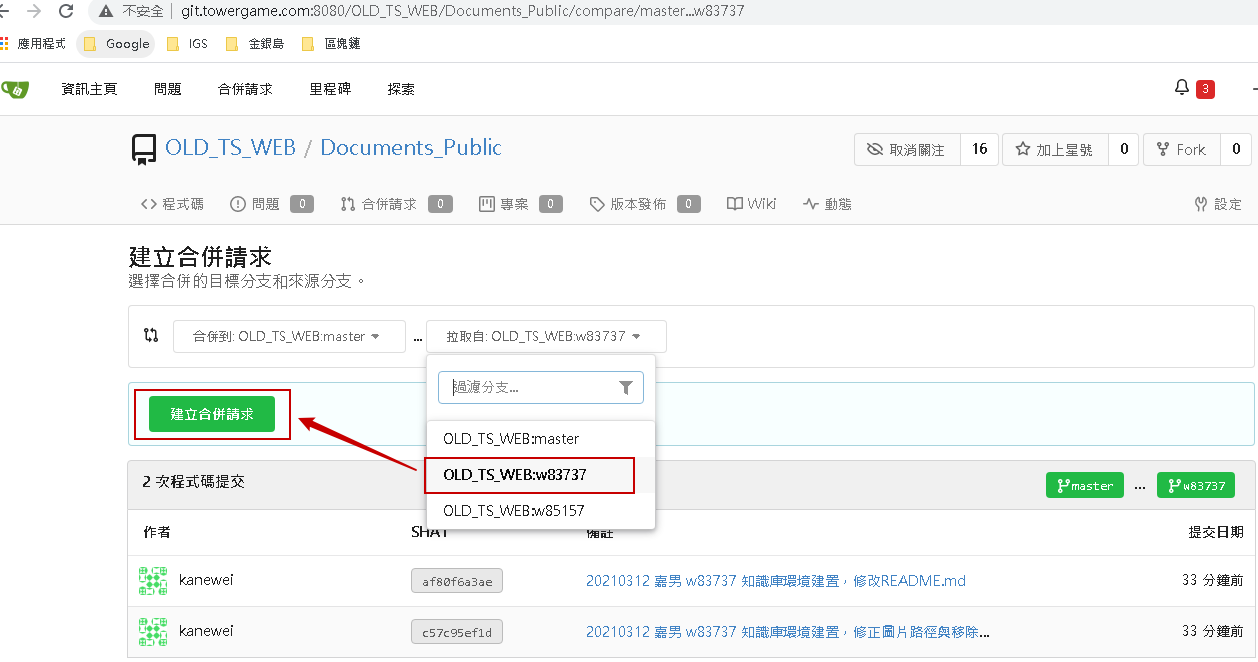 不安全 | git.towergame.com:8080/OLD_TS_WEB/Documents_Public/compare/master...w83737
應用程式 Google IGS 金銀島 區塊鏈
資訊主頁 問題 合併請求 里程碑 探索 3
OLD_TS_WEB / Documents_Public 取消關注 16 加上星號 0 Fork 0
程式碼 問題 0 合併請求 0 專案 0 版本發佈 0 Wiki 動態 設定
建立合併請求
選擇合併的目標分支和來源分支。
合併到: OLD_TS_WEB:master ... 拉取自: OLD_TS_WEB:w83737
過濾分支...
建立合併請求
OLD_TS_WEB:master
OLD_TS_WEB:w83737
OLD_TS_WEB:w85157
2 次程式碼提交 master ... w83737
作者 SHA1 備註 提交日期
kanewei af80f6a3ae 20210312 嘉男 w83737 知識庫環境建置，修改README.md 33 分鐘前
kanewei c57c95ef1d 20210312 嘉男 w83737 知識庫環境建置，修正圖片路徑與移除... 33 分鐘前